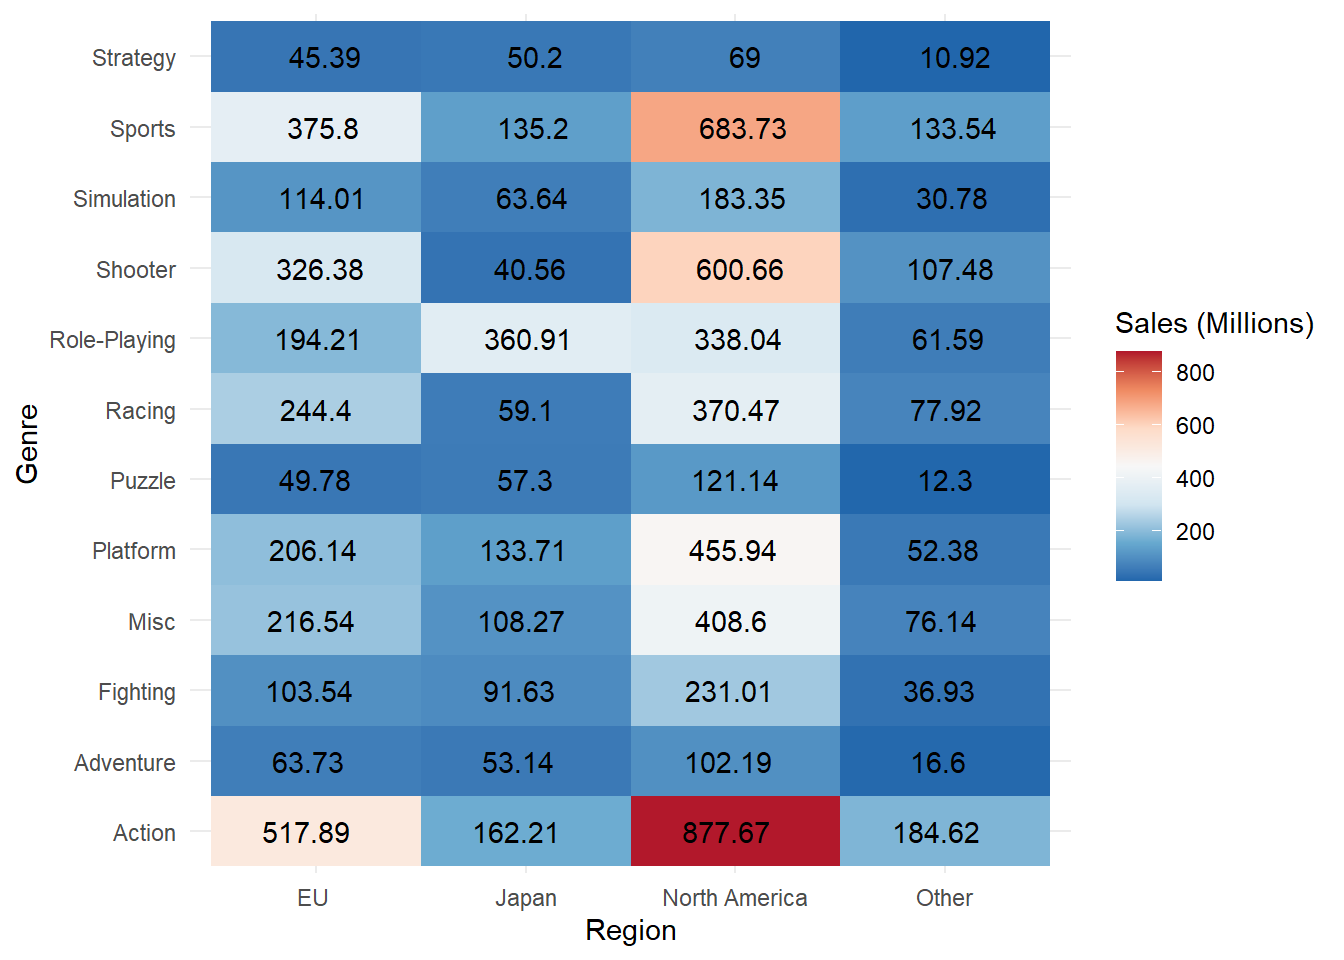 Strategy 45.39 50.2 69 10.92
Sports 375.8 135.2 683.73 133.54
Simulation 114.01 63.64 183.35 30.78
Shooter 326.38 40.56 600.66 107.48
Role-Playing 194.21 360.91 338.04 61.59
Racing 244.4 59.1 370.47 77.92
Puzzle 49.78 57.3 121.14 12.3
Platform 206.14 133.71 455.94 52.38
Misc 216.54 108.27 408.6 76.14
Fighting 103.54 91.63 231.01 36.93
Adventure 63.73 53.14 102.19 16.6
Action 517.89 162.21 877.67 184.62
EU Japan North America Other
Region
Genre
Sales (Millions)
800
600
400
200